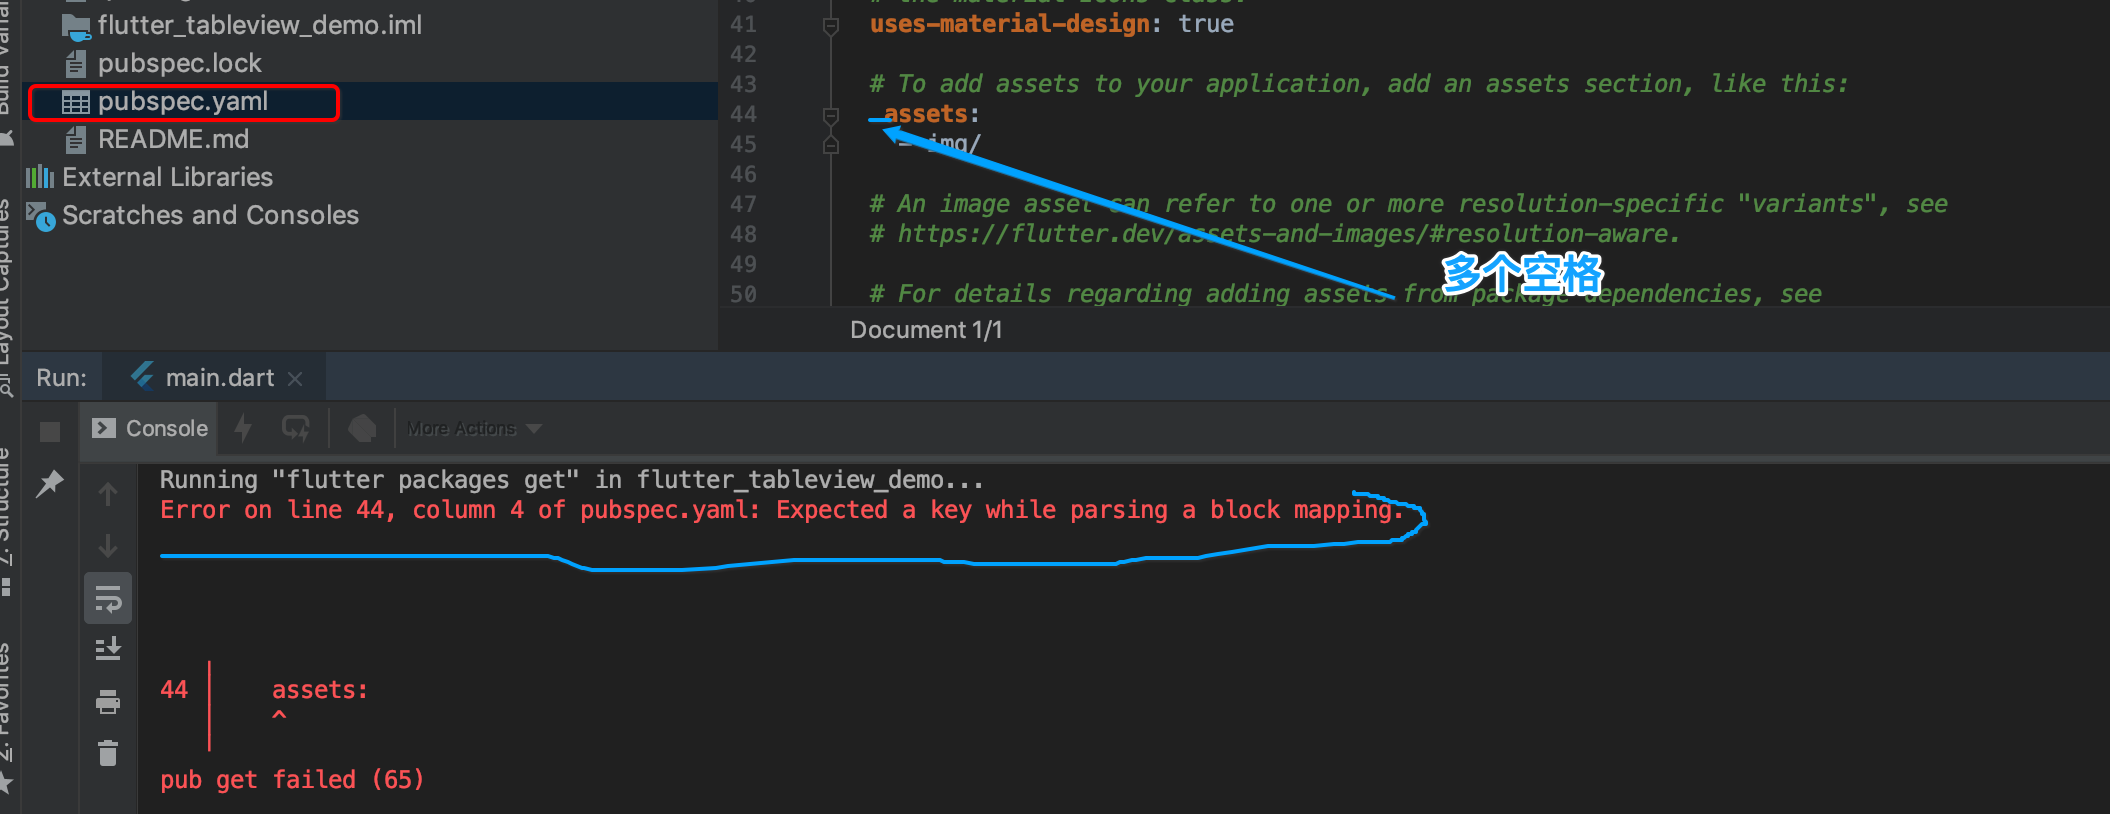 flutter_tableview_demo.iml
pubspec.lock
pubspec.yaml
README.md
External Libraries
Scratches and Consoles
41 uses-material-design: true
42
43 # To add assets to your application, add an assets section, like this:
44 assets:
45 - img/
46
47 # An image asset can refer to one or more resolution-specific "variants", see
48 # https://flutter.dev/assets-and-images/#resolution-aware.
49
多个空格
50 # For details regarding adding assets from package dependencies, see
Document 1/1
Run: main.dart
Console More Actions
Running "flutter packages get" in flutter_tableview_demo...
Error on line 44, column 4 of pubspec.yaml: Expected a key while parsing a block mapping.
44 assets:
^
pub get failed (65)
Layout Captures
7: Structure
2: Favorites